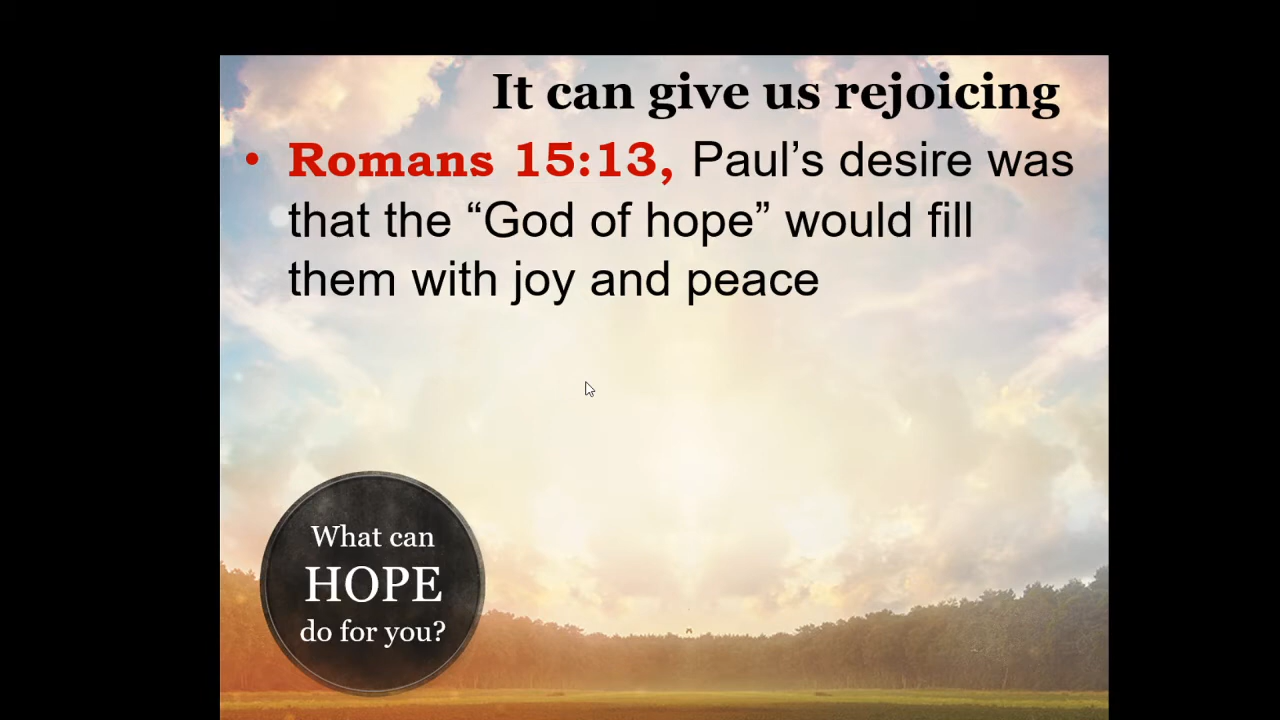 It can give us rejoicing
• Romans 15:13, Paul’s desire was
that the “God of hope” would fill
them with joy and peace
What can
HOPE
do for you?